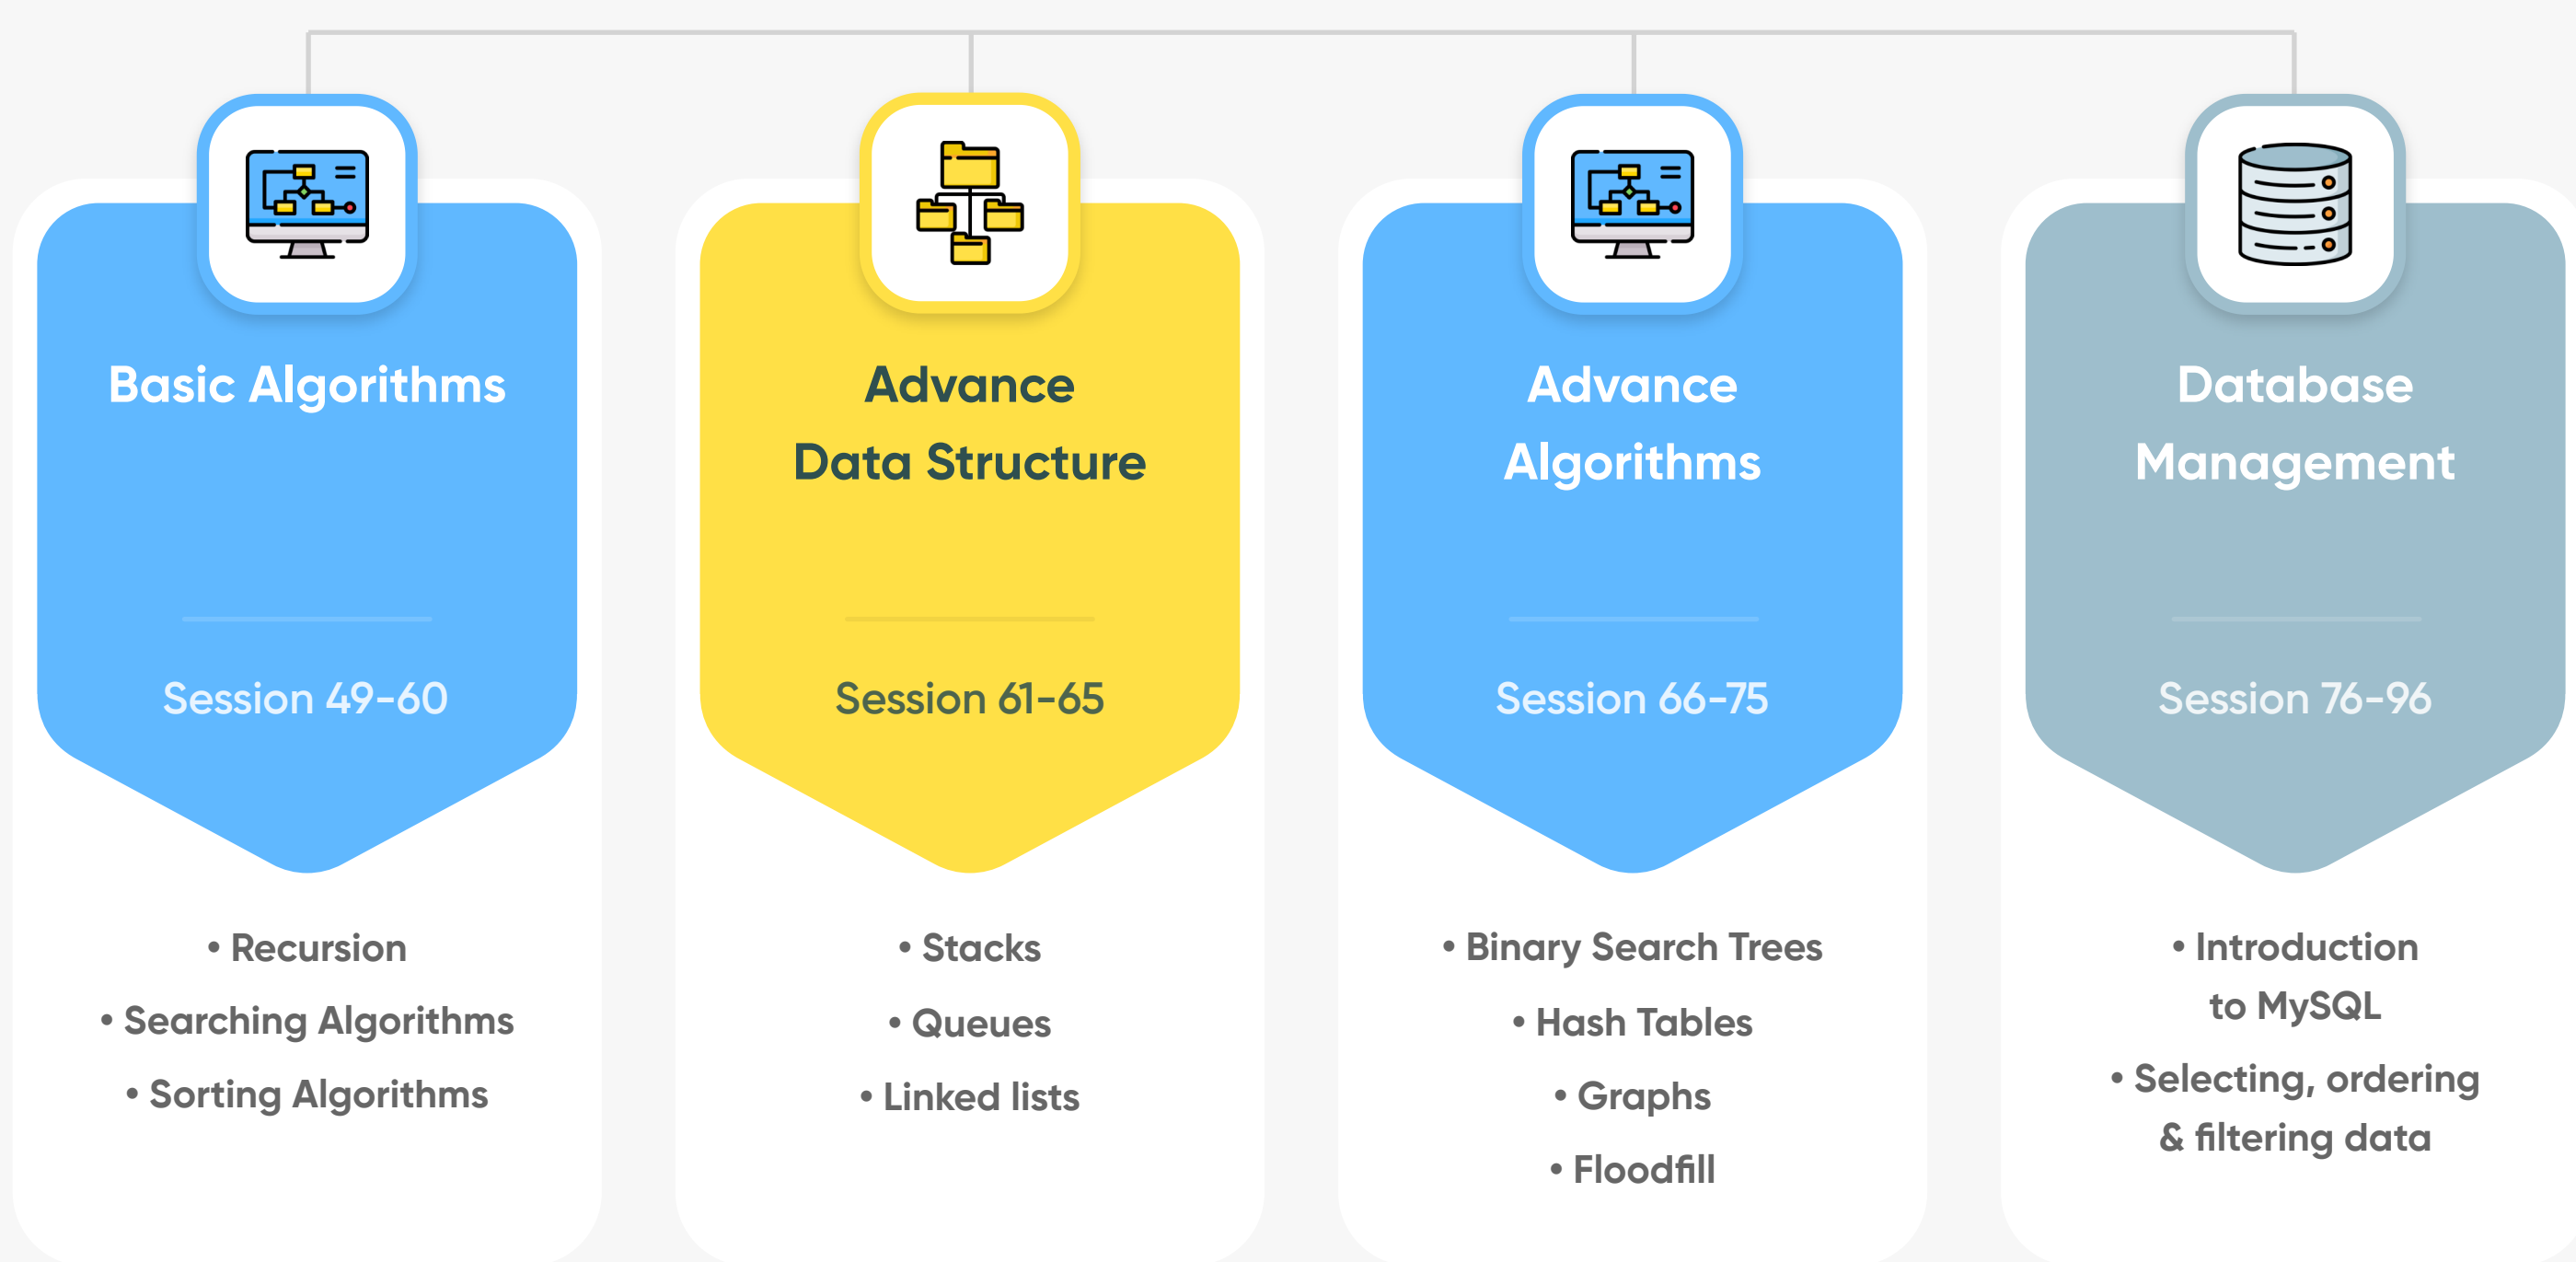 Basic Algorithms
Session 49-60
• Recursion
• Searching Algorithms
• Sorting Algorithms
Advance
Data Structure
Session 61-65
• Stacks
• Queues
• Linked lists
Advance
Algorithms
Session 66-75
• Binary Search Trees
• Hash Tables
• Graphs
• Floodfill
Database
Management
Session 76-96
• Introduction
to MySQL
• Selecting, ordering
& filtering data